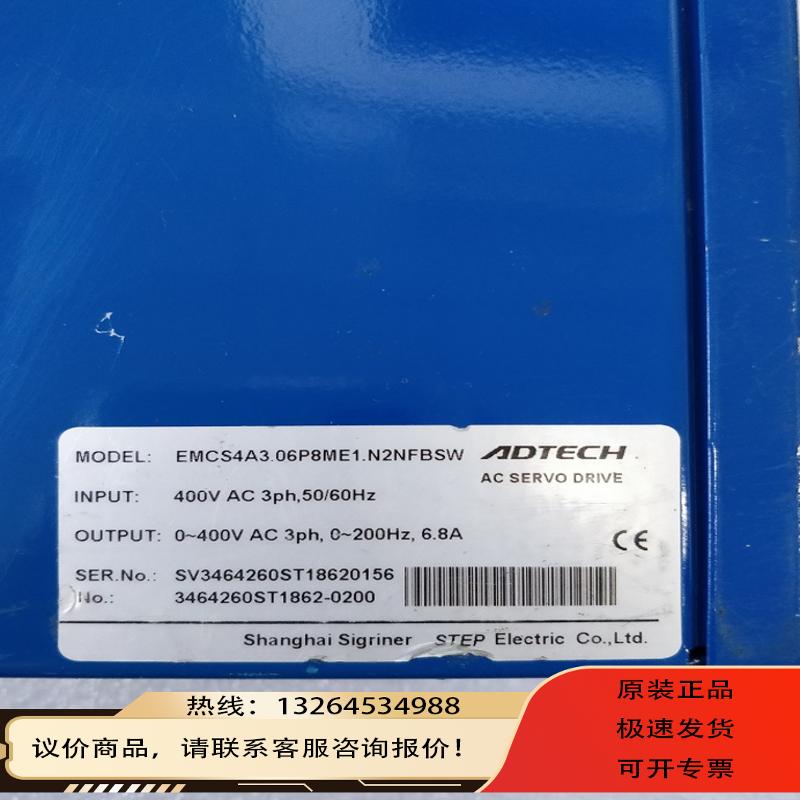 MODEL: EMCS4A3.06P8ME1.N2NFBSW ADTECH
AC SERVO DRIVE
INPUT: 400V AC 3ph,50/60Hz
OUTPUT: 0~400V AC 3ph, 0~200Hz, 6.8A
CE
SER.No.: SV3464260ST18620156
No.: 3464260ST1862-0200
Shanghai Sigriner STEP Electric Co.,Ltd.
热线：13264534988
议价商品，请联系客服咨询报价！
原装正品
极速发货
可开专票